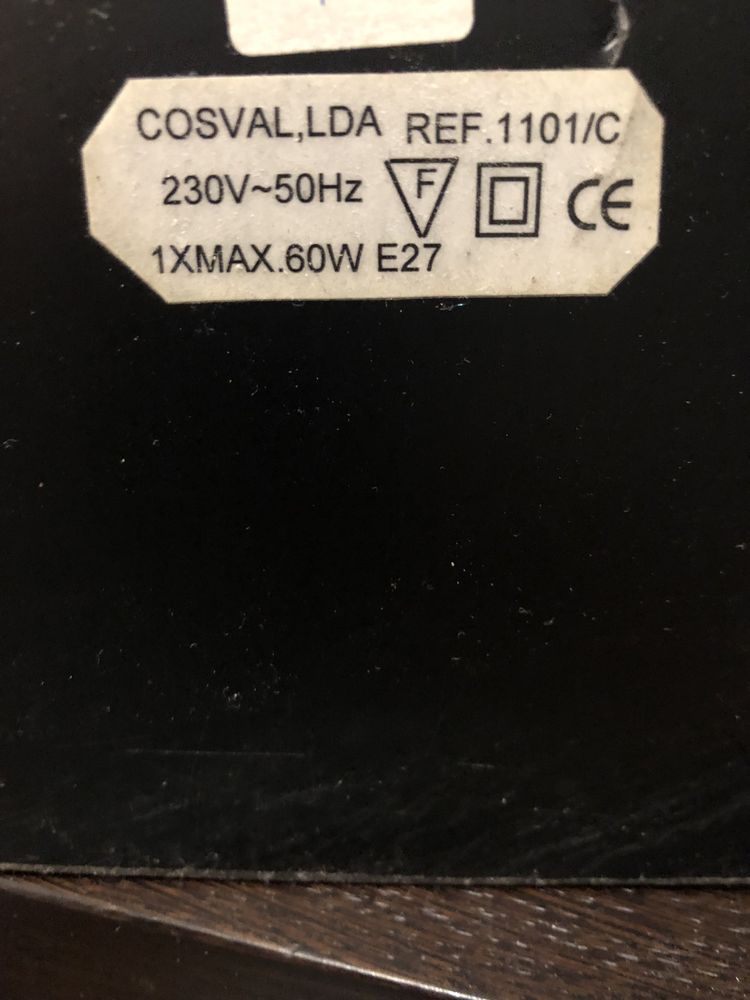 COSVAL,LDA REF.1101/C
230V~50Hz F CE
1XMAX.60W E27